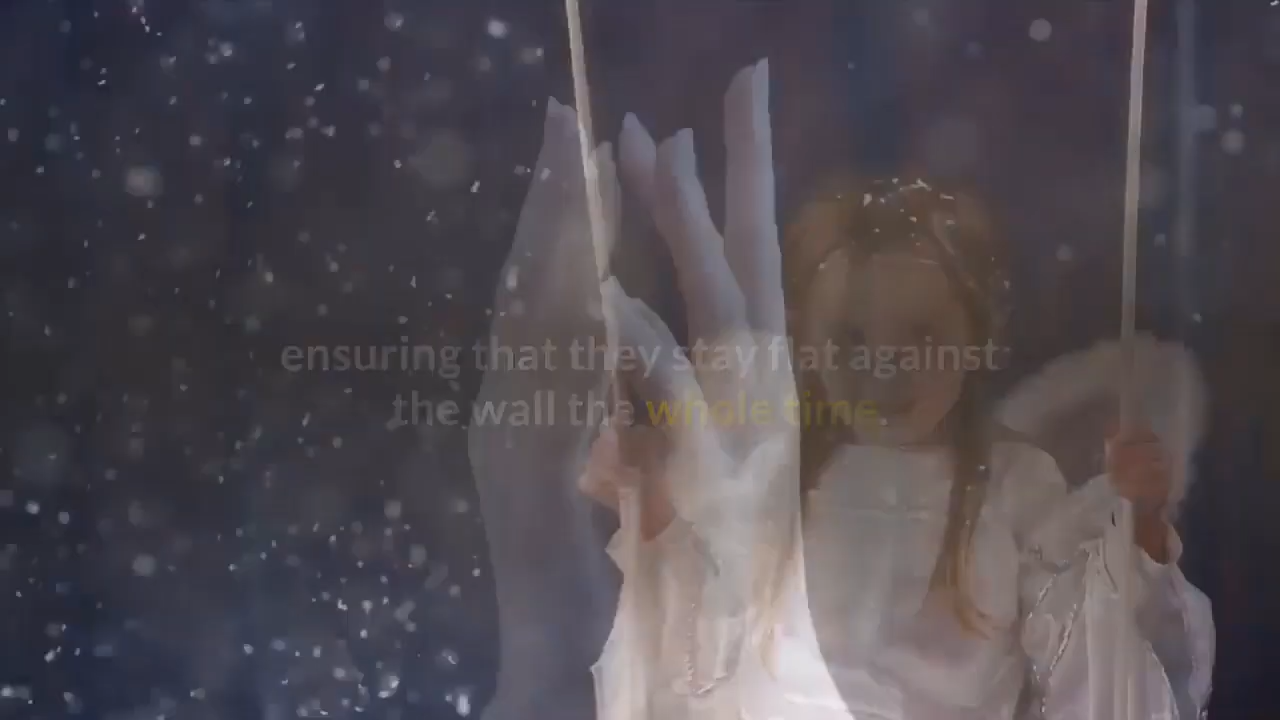 ensuring that they stay flat against
the wall the whole time.